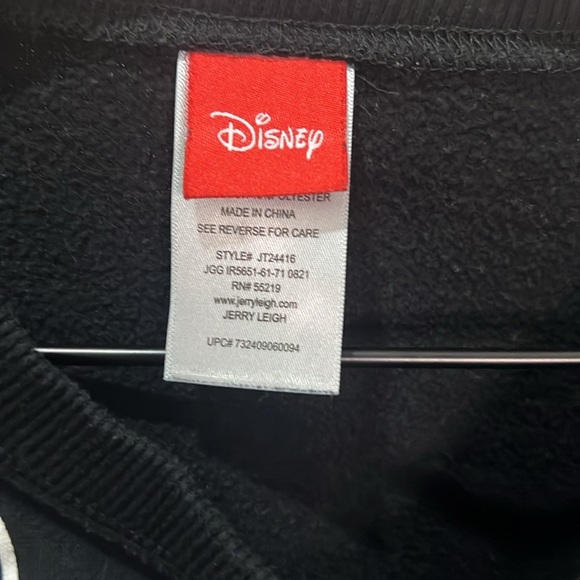 Disney
POLYESTER
MADE IN CHINA
SEE REVERSE FOR CARE
STYLE# JT24416
JGG IR5651-61-71 0821
RN# 55219
www.jerryleigh.com
JERRY LEIGH
UPC# 732409060094